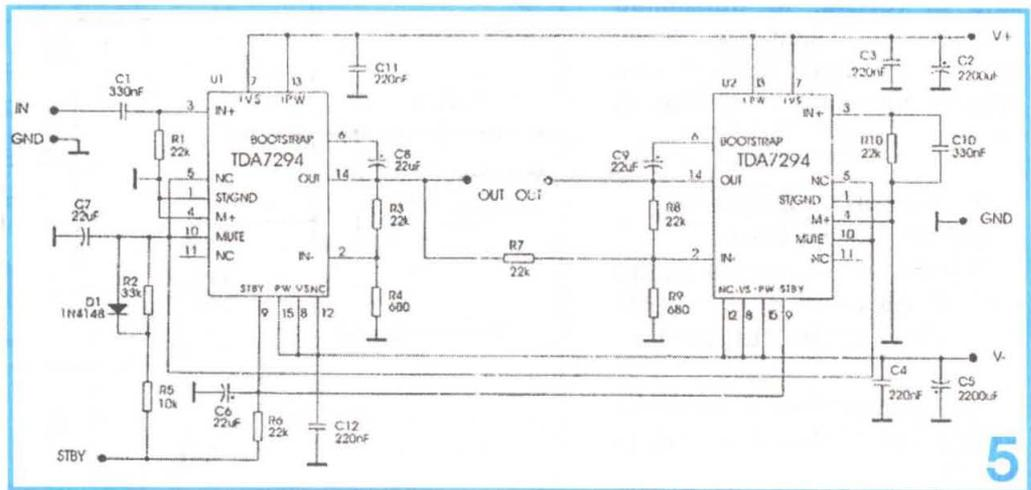 V+
C1
330nF
U1
7
13
C11
220nF
U2
13
7
C3
220nF
C2
2200uF
IN
3
IN+
BOOTSTRAP
TDA7294
6
6
BOOTSTRAP
TDA7294
IN+
3
GND
R1
22k
C8
22uF
C9
22uF
R10
22k
C10
330nF
5
NC
OUT
14
OUT OUT
14
OUT
NC
5
1
ST/GND
ST/GND
1
C7
22uF
4
M+
R3
22k
R8
22k
M+
4
GND
10
MUTE
MUTE
10
11
NC
IN-
2
R7
22k
2
IN-
NC
11
D1
1N4148
R2
33k
STBY
PW
VS
NC
R4
680
R9
680
NC
-VS
-PW
STBY
9
15
8
12
12
8
15
9
V-
R5
10k
C6
22uF
R6
22k
C12
220nF
C4
220nF
C5
2200uF
STBY
5